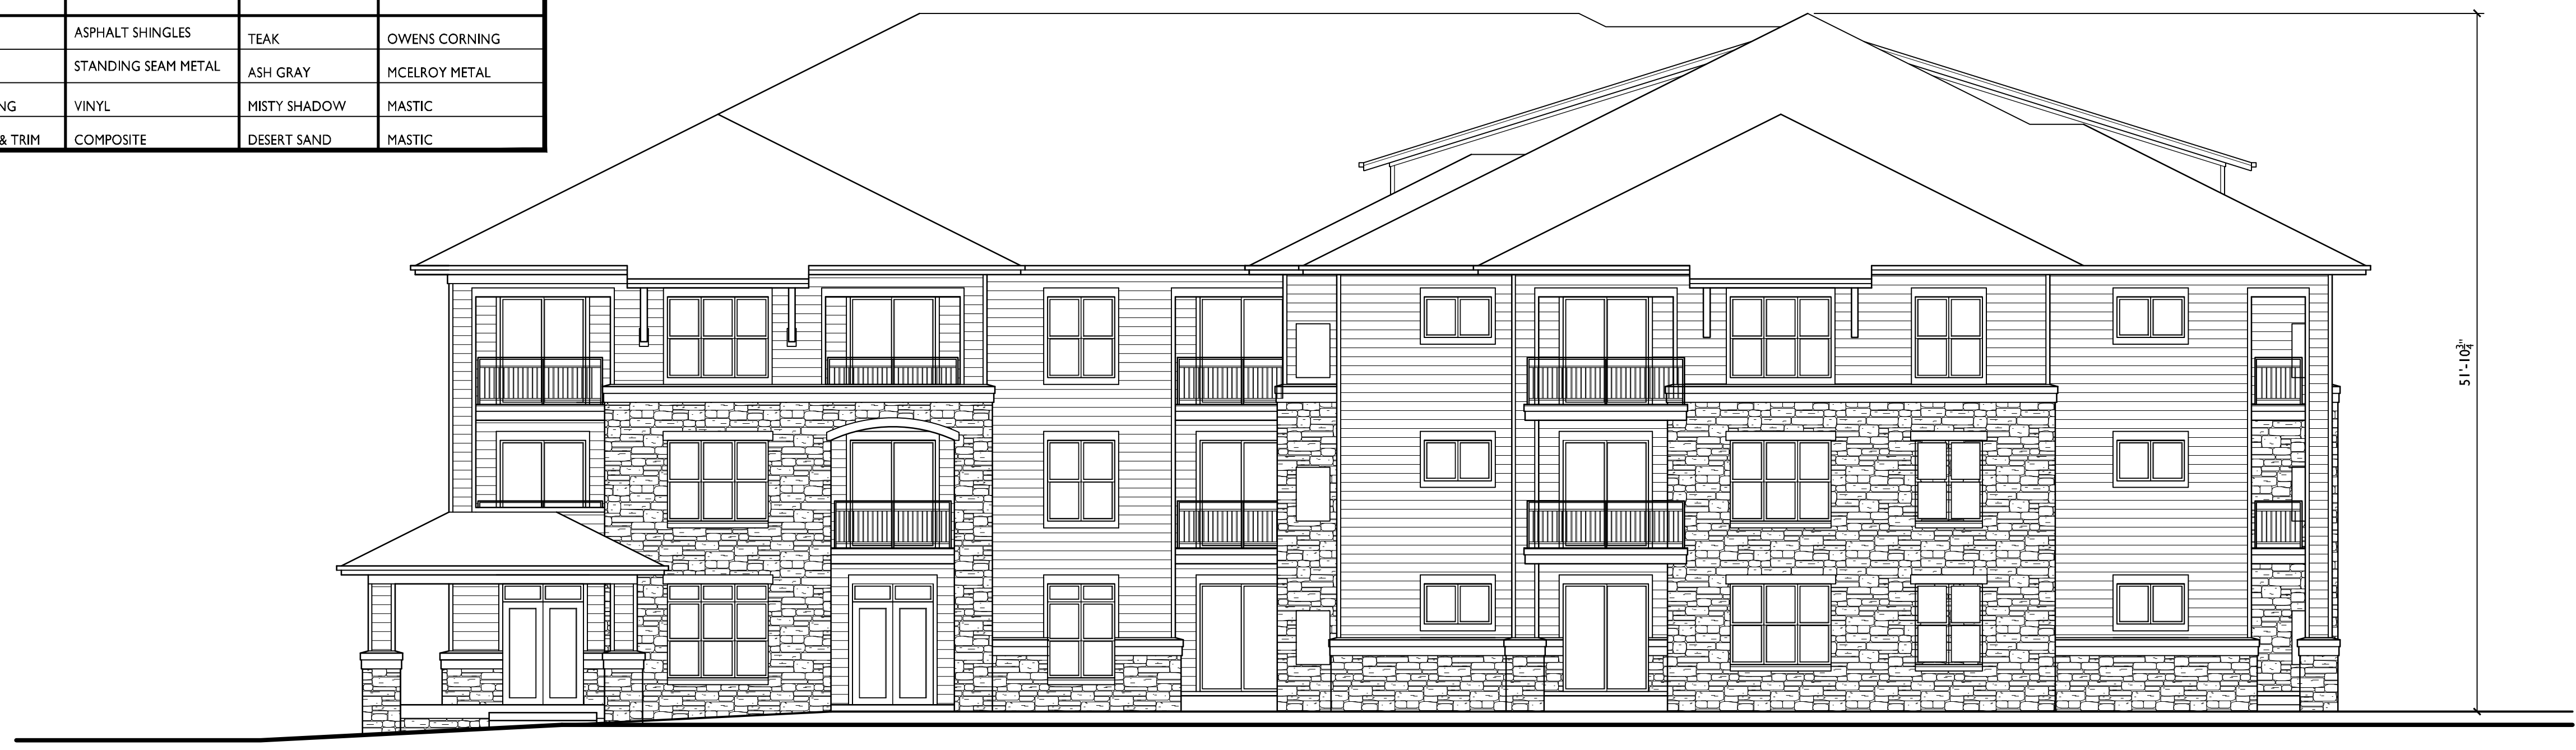 ASPHALT SHINGLES TEAK OWENS CORNING
STANDING SEAM METAL ASH GRAY MCELROY METAL
NG VINYL MISTY SHADOW MASTIC
& TRIM COMPOSITE DESERT SAND MASTIC
51'-10¾"